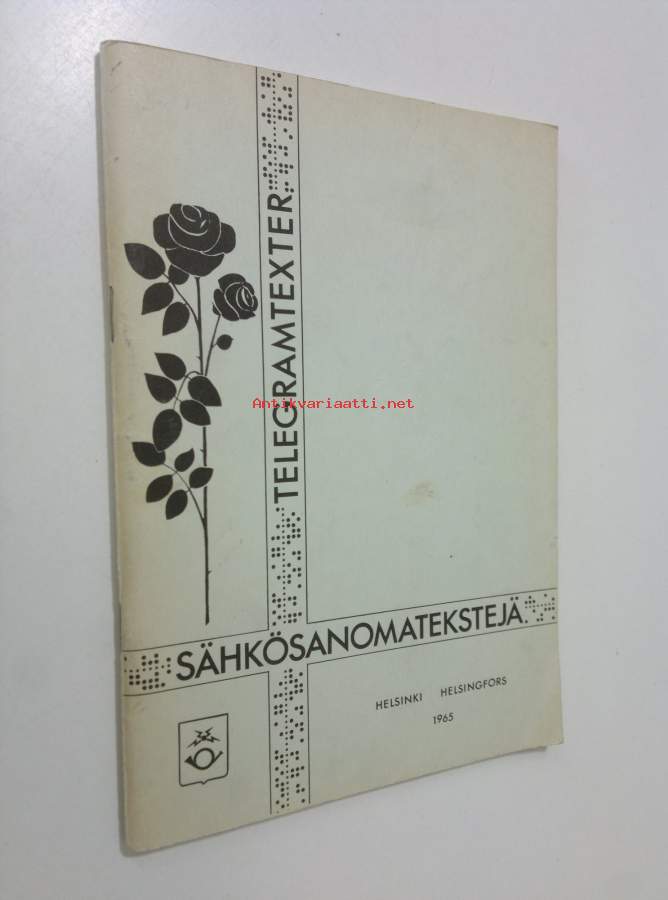 TELEGRAMTEXTER
Antikvariaatti.net
SÄHKÖSANOMATEKSTEJÄ
HELSINKI HELSINGFORS
1965